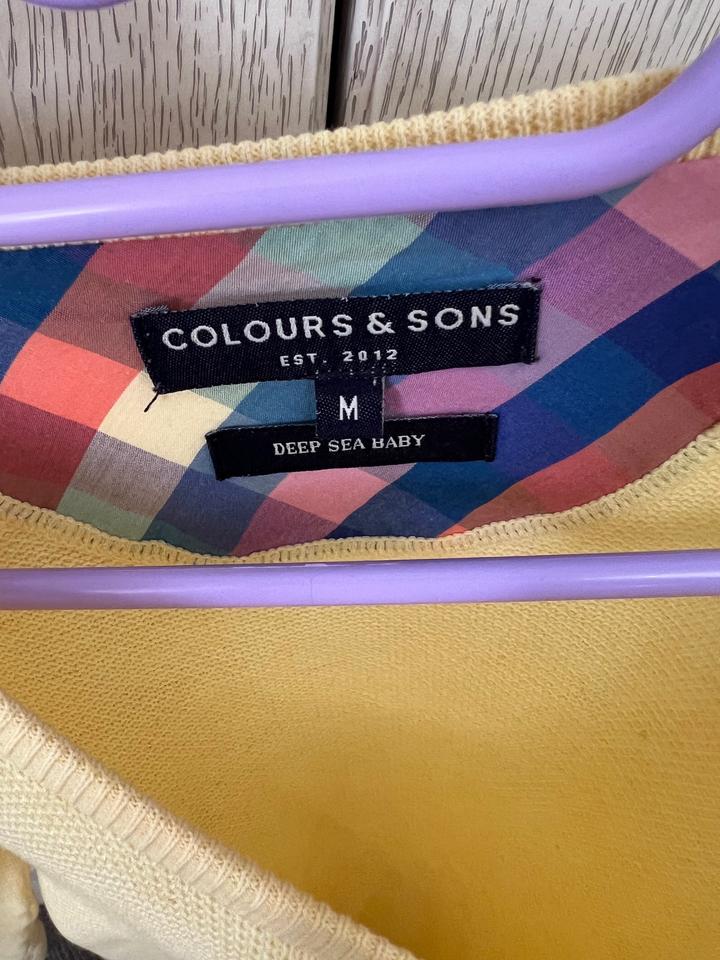 COLOURS & SONS
EST. 2012
M
DEEP SEA BABY